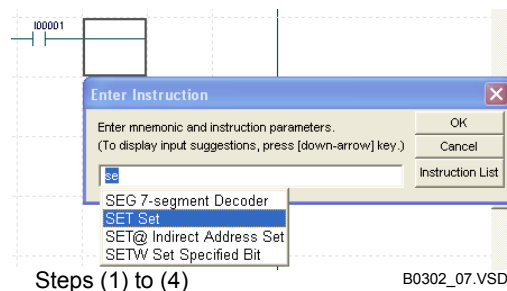 I00001
Enter Instruction
Enter mnemonic and instruction parameters.
(To display input suggestions, press [down-arrow] key.)
OK
Cancel
Instruction List
se
SEG 7-segment Decoder
SET Set
SET@ Indirect Address Set
SETW Set Specified Bit
Steps (1) to (4)
B0302_07.VSD